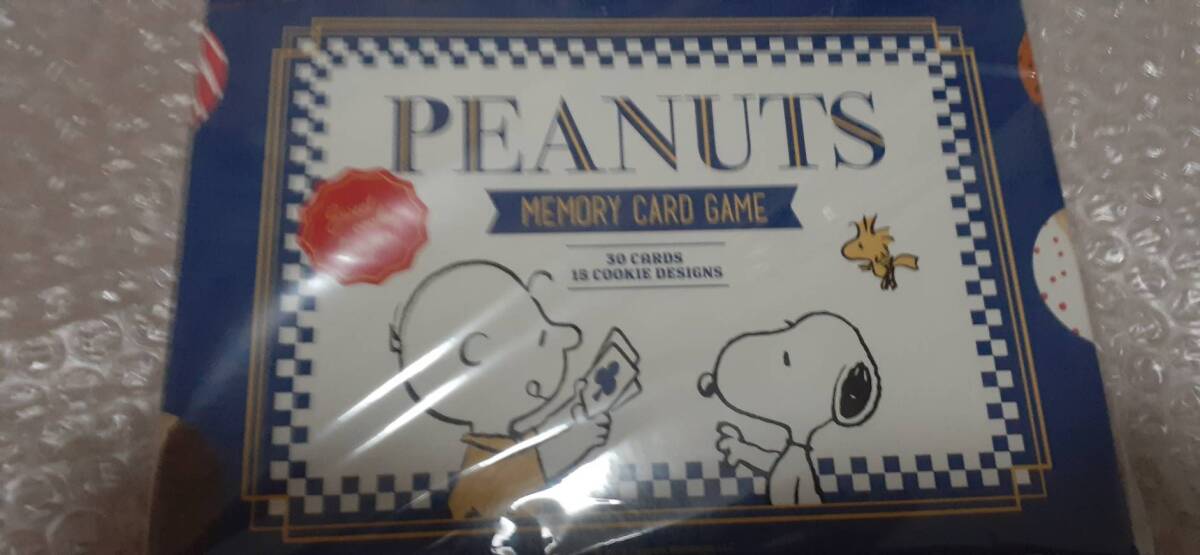 PEANUTS
MEMORY CARD GAME
30 CARDS
15 COOKIE DESIGNS